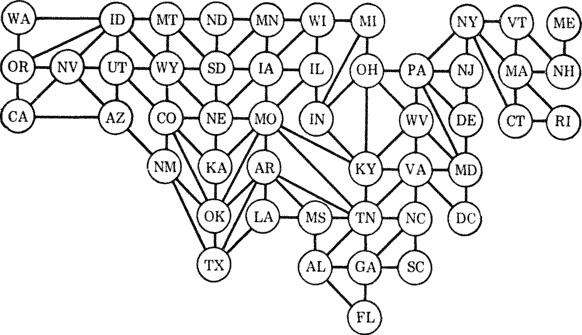 WA ID MT ND MN WI MI NY VT ME
OR NV UT WY SD IA IL OH PA NJ MA NH
CA AZ CO NE MO IN WV DE CT RI
NM KA AR KY VA MD
OK LA MS TN NC DC
TX AL GA SC
FL